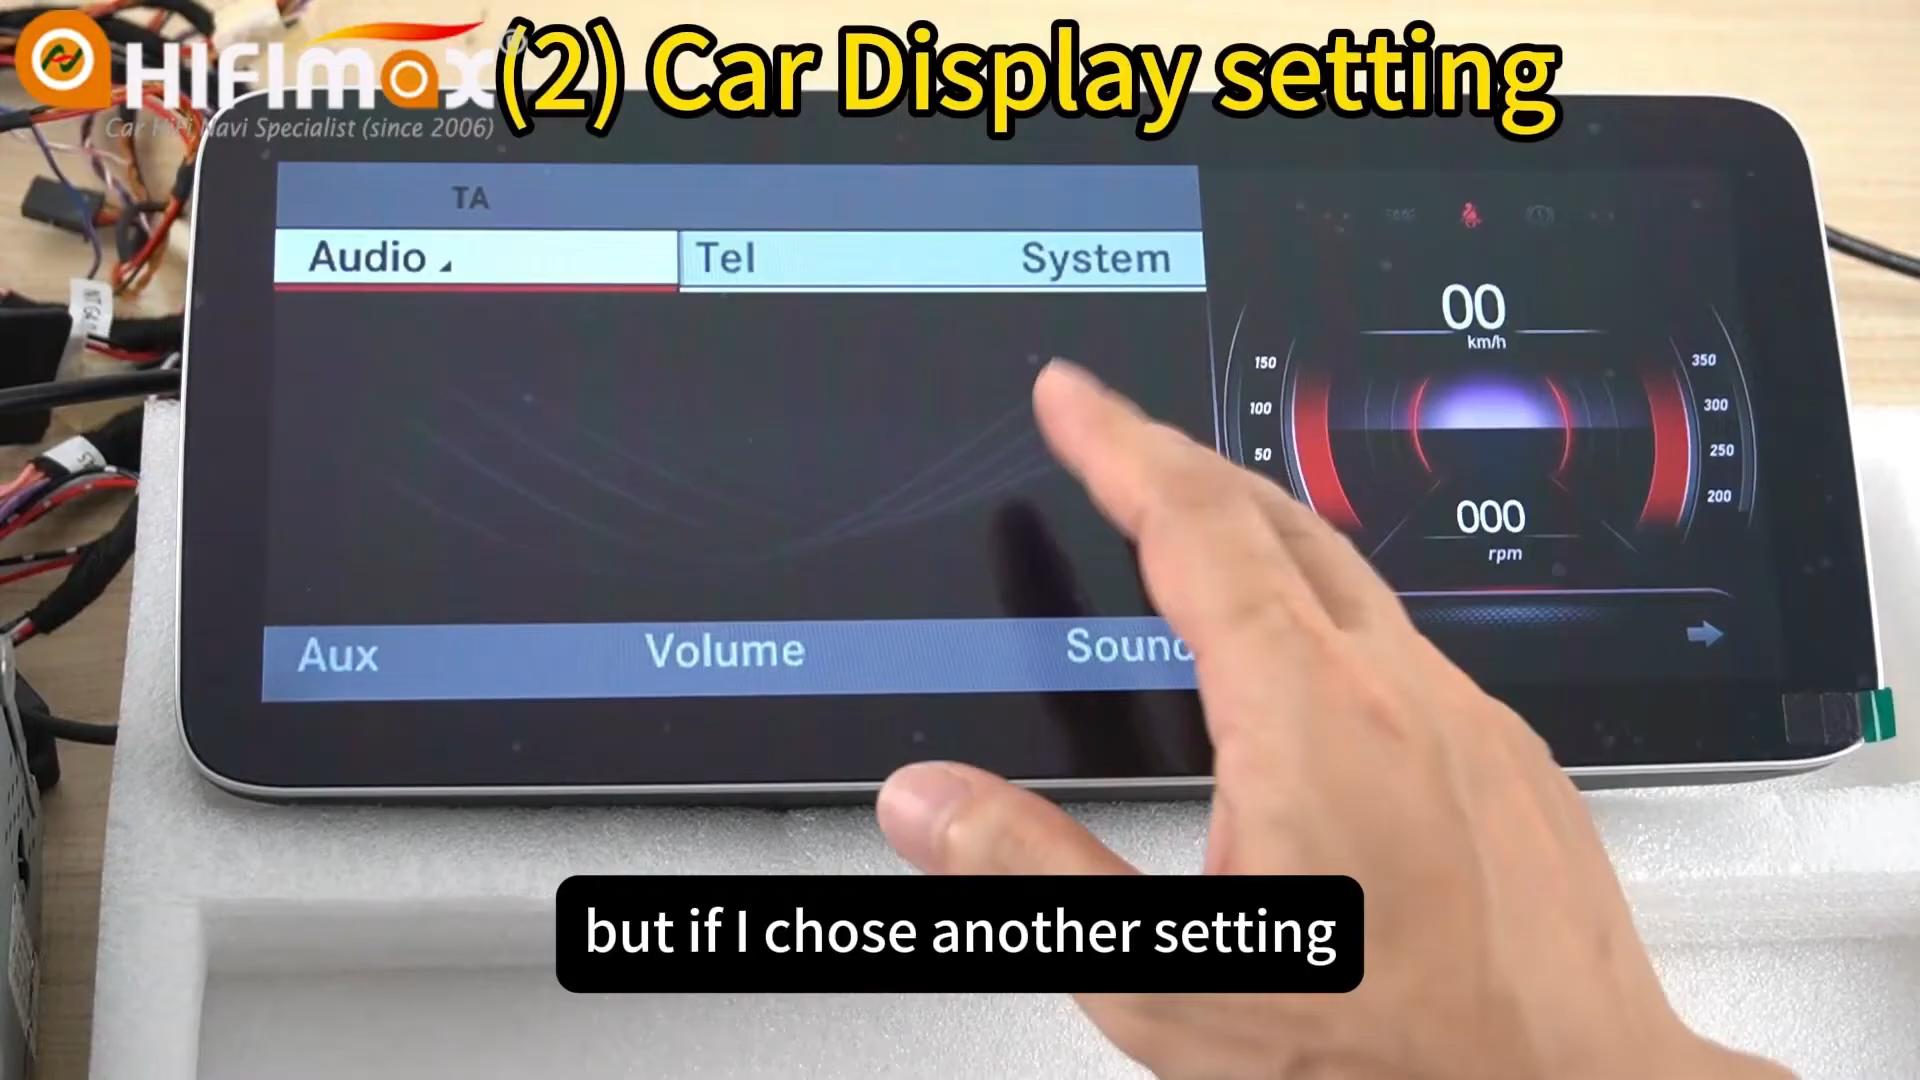 HIFIMAX
Car HiFi Navi Specialist (since 2006)
(2) Car Display setting
TA
Audio
Tel
System
00
km/h
150
100
50
350
300
250
200
000
rpm
Aux
Volume
Sound
but if I chose another setting